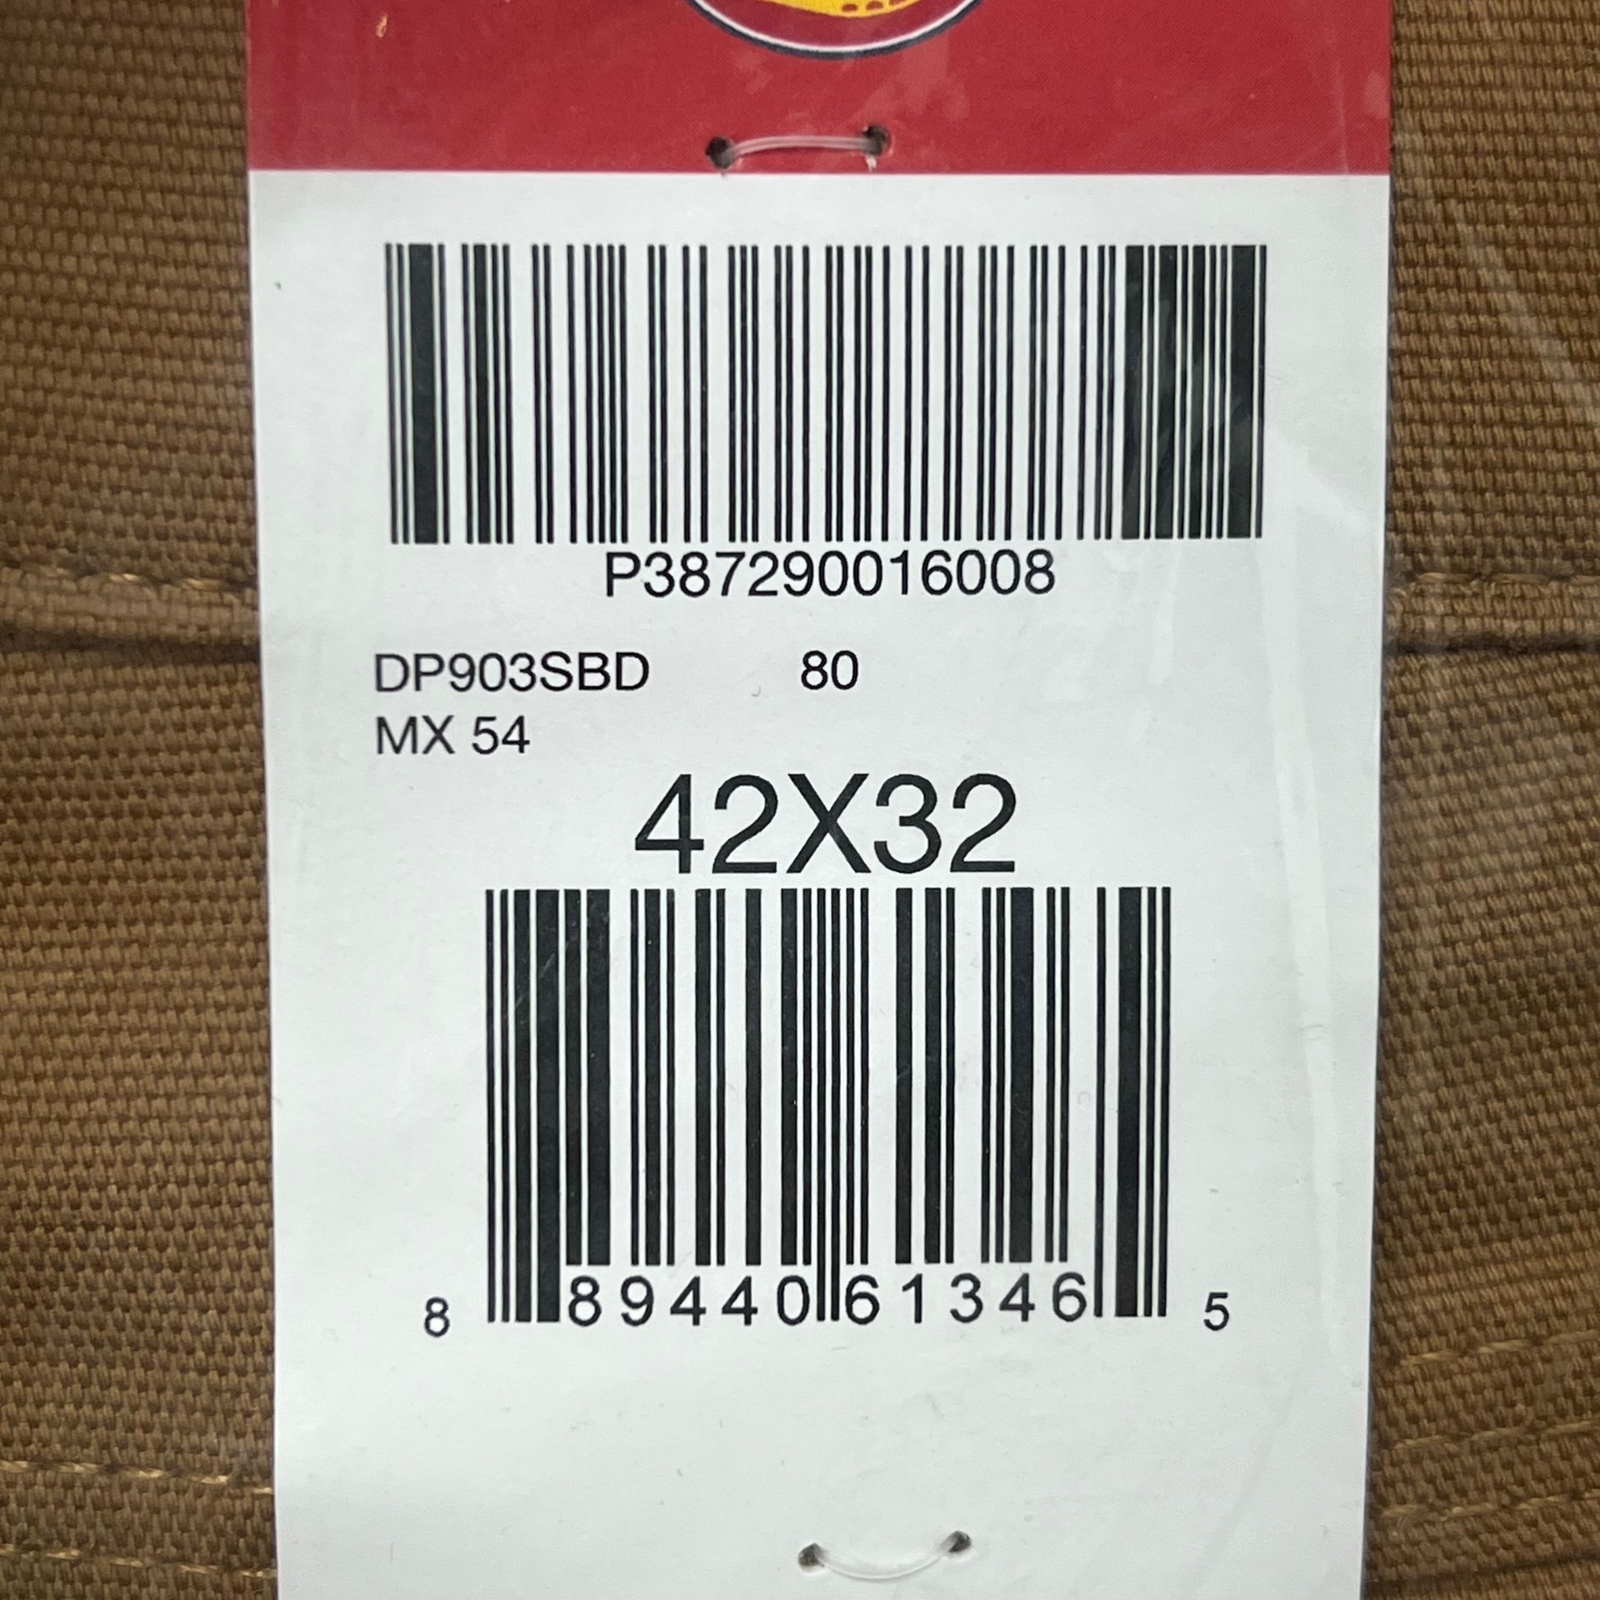 P387290016008
DP903SBD 80
MX 54
42X32
8 89440 61346 5